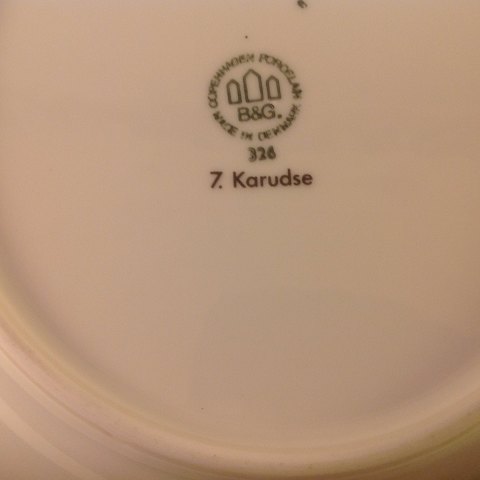 COPENHAGEN PORCELAIN
B&G.
MADE IN DENMARK
326
7. Karudse